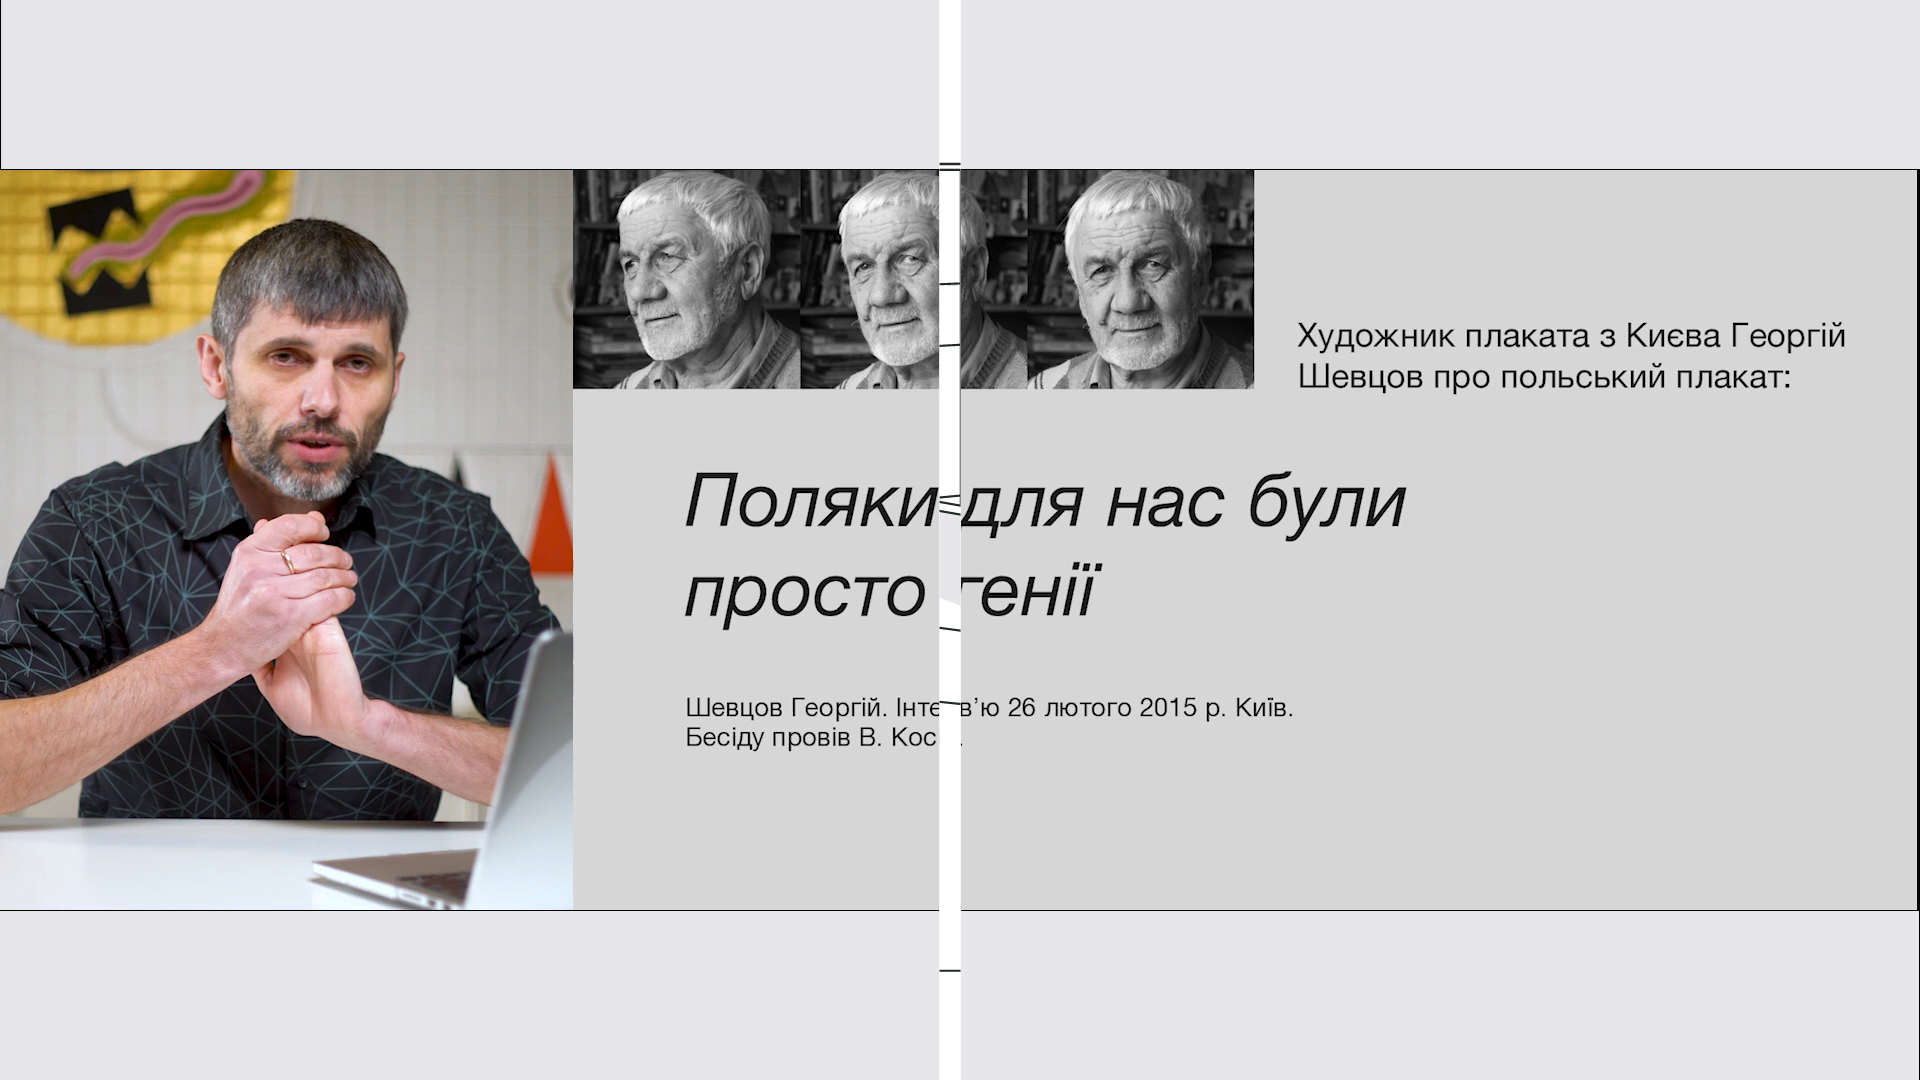 Художник плаката з Києва Георгій
Шевцов про польський плакат:
Поляки для нас були
просто генії
Шевцов Георгій. Інтерв’ю 26 лютого 2015 р. Київ.
Бесіду провів В. Кос